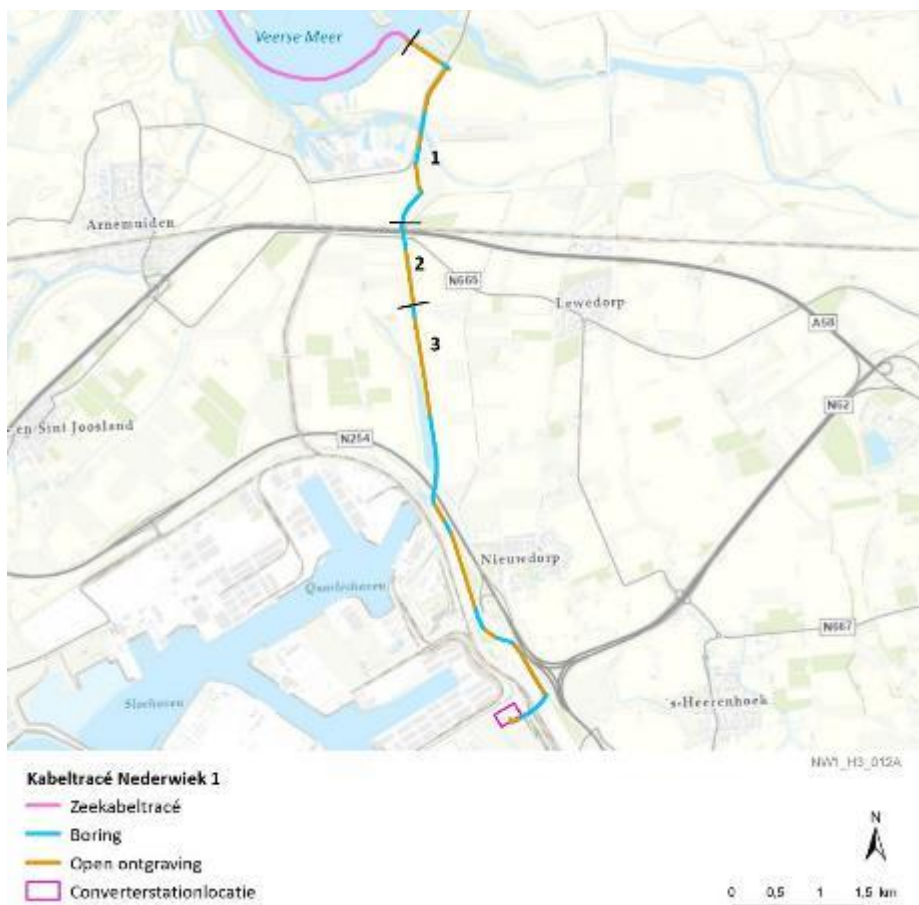 Veerse Meer
1
Arnemuiden
2
N665
Lewedorp
A58
3
N62
en Sint Joosland
N254
Nieuwdorp
Quarleshaven
N667
Sloehaven
's-Heerenhoek
NW1_H3_012A
Kabeltracé Nederwiek 1
Zeekabeltracé
Boring
Open ontgraving
Converterstationlocatie
N
0 0,5 1 1,5 km